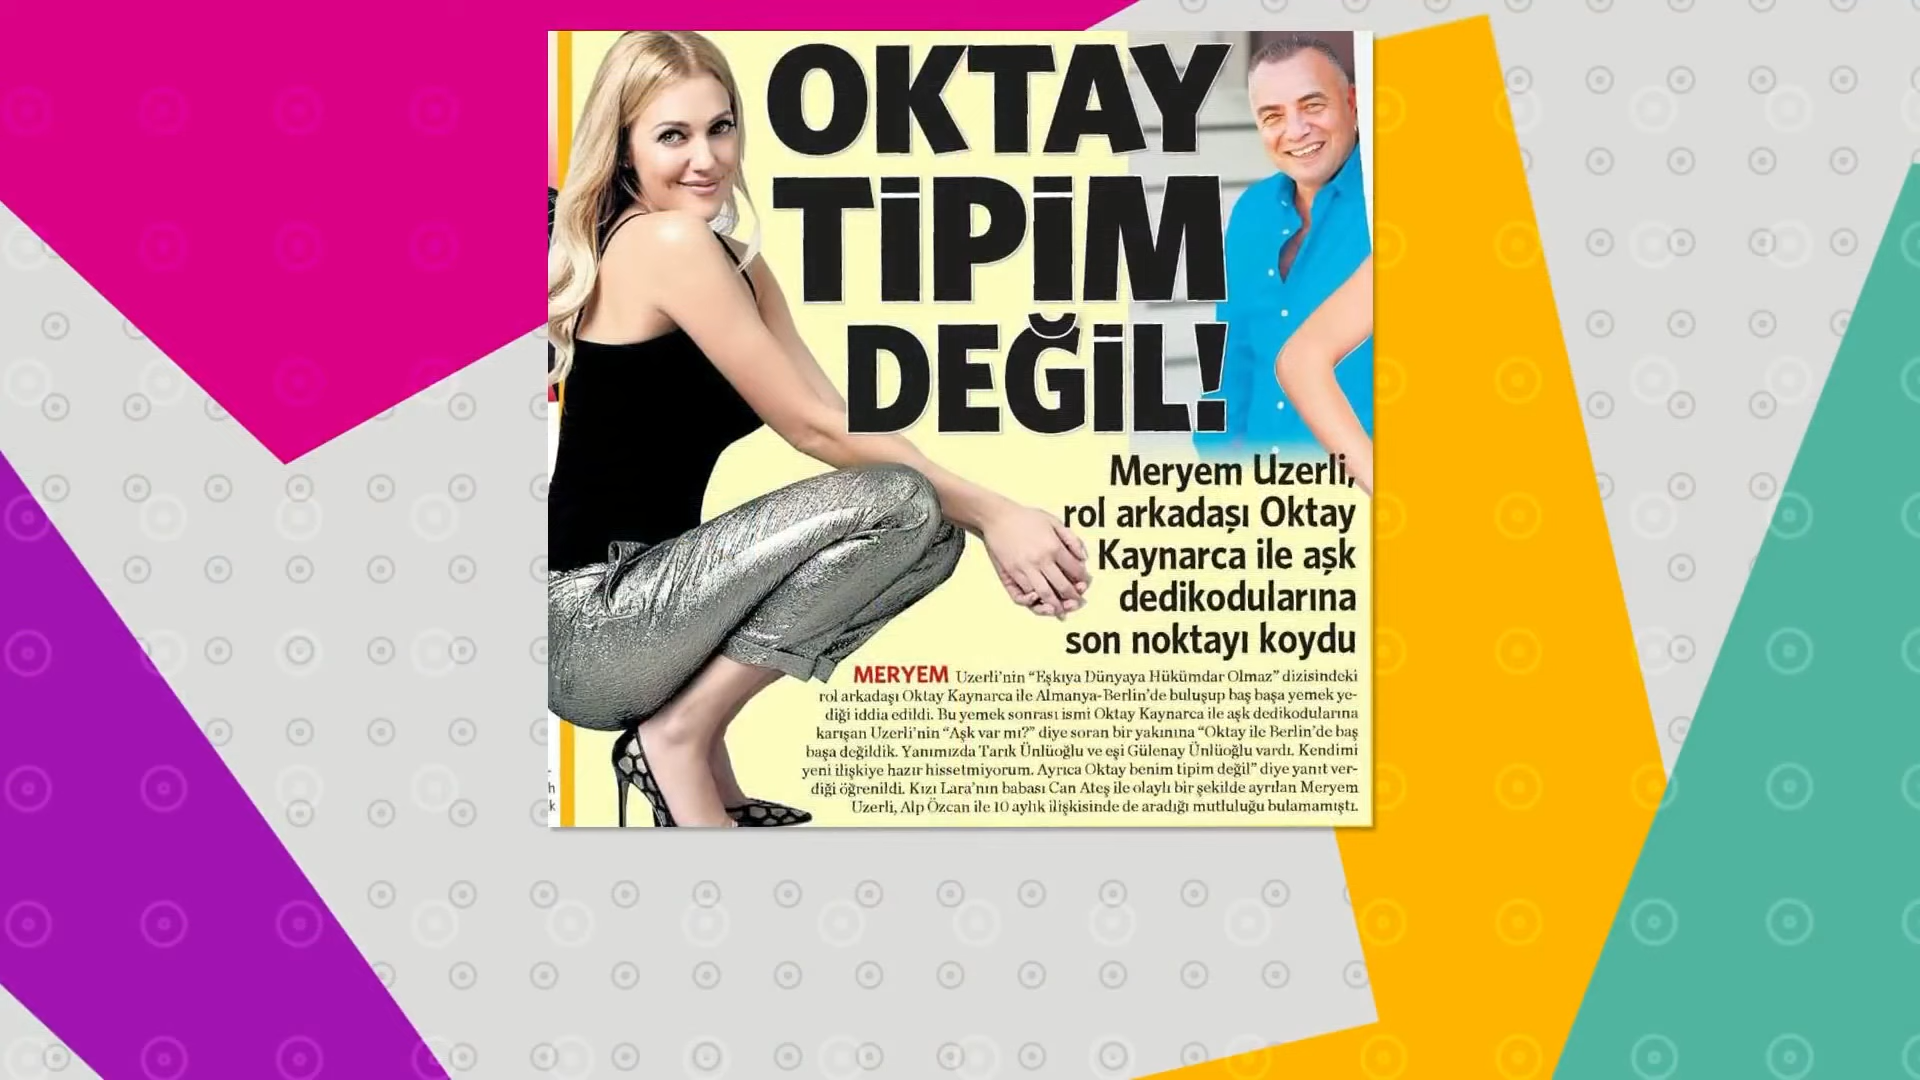 OKTAY
TİPİM
DEĞİL!
Meryem Uzerli,
rol arkadaşı Oktay
Kaynarca ile aşk
dedikodularına
son noktayı koydu
MERYEM Uzerli'nin "Eşkıya Dünyaya Hükümdar Olmaz" dizisindeki
rol arkadaşı Oktay Kaynarca ile Almanya-Berlin'de buluşup baş başa yemek ye-
diği iddia edildi. Bu yemek sonrası ismi Oktay Kaynarca ile aşk dedikodularına
karışan Uzerli'nin "Aşk var mı?" diye soran bir yakınına "Oktay ile Berlin'de baş
başa değildik. Yanımızda Tarık Ünlüoğlu ve eşi Gülenay Ünlüoğlu vardı. Kendimi
yeni ilişkiye hazır hissetmiyorum. Ayrıca Oktay benim tipim değil" diye yanıt ver-
diği öğrenildi. Kızı Lara'nın babası Can Ateş ile olaylı bir şekilde ayrılan Meryem
Uzerli, Alp Özcan ile 10 aylık ilişkisinde de aradığı mutluluğu bulamamıştı.